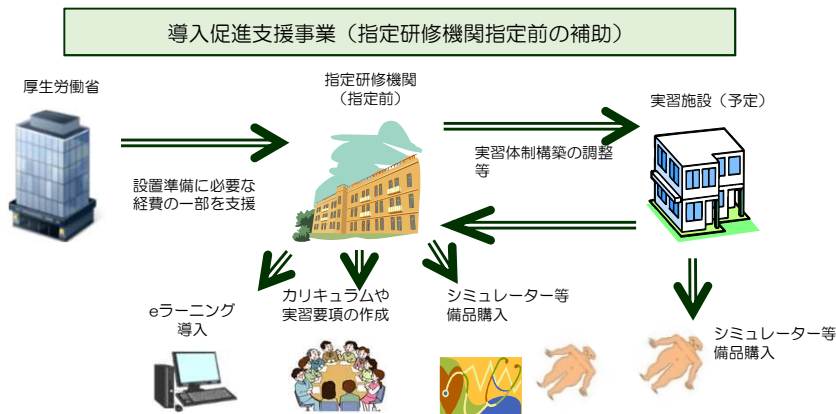 導入促進支援事業（指定研修機関指定前の補助）
厚生労働省
指定研修機関
（指定前）
実習施設（予定）
設置準備に必要な
経費の一部を支援
実習体制構築の調整
等
eラーニング
導入
カリキュラムや
実習要項の作成
シミュレーター等
備品購入
シミュレーター等
備品購入